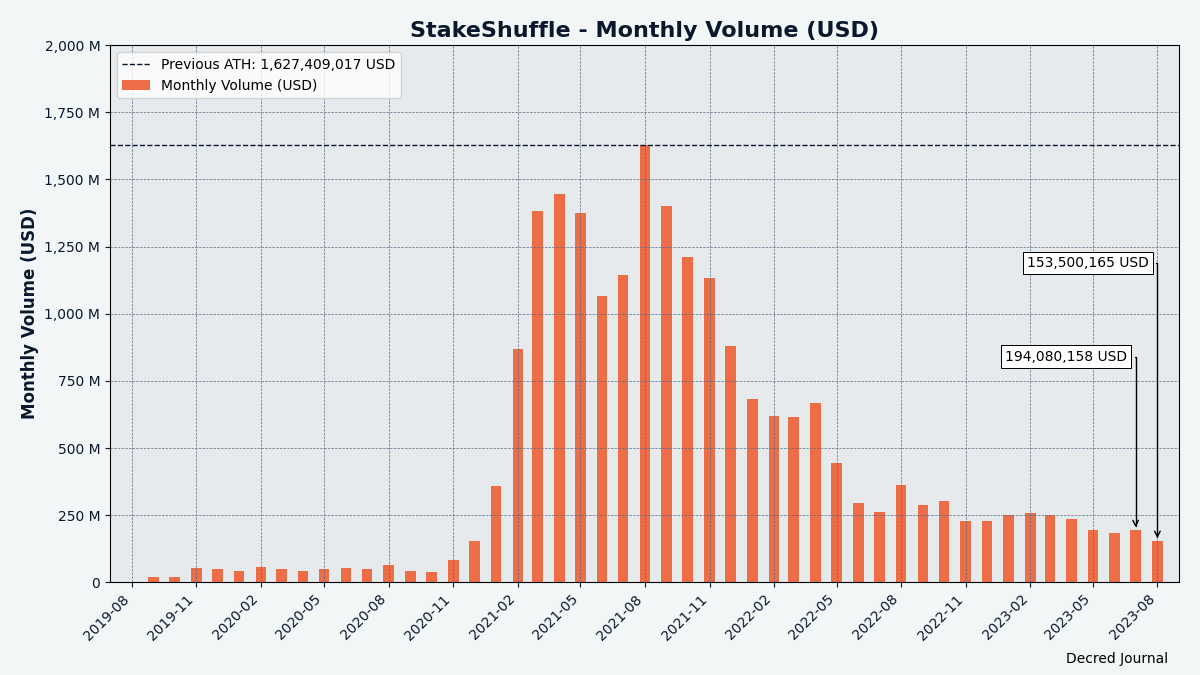 StakeShuffle - Monthly Volume (USD)
Previous ATH: 1,627,409,017 USD
Monthly Volume (USD)
Monthly Volume (USD)
2,000 M
1,750 M
1,500 M
1,250 M
1,000 M
750 M
500 M
250 M
0
153,500,165 USD
194,080,158 USD
2019-08
2019-11
2020-02
2020-05
2020-08
2020-11
2021-02
2021-05
2021-08
2021-11
2022-02
2022-05
2022-08
2022-11
2023-02
2023-05
2023-08
Decred Journal